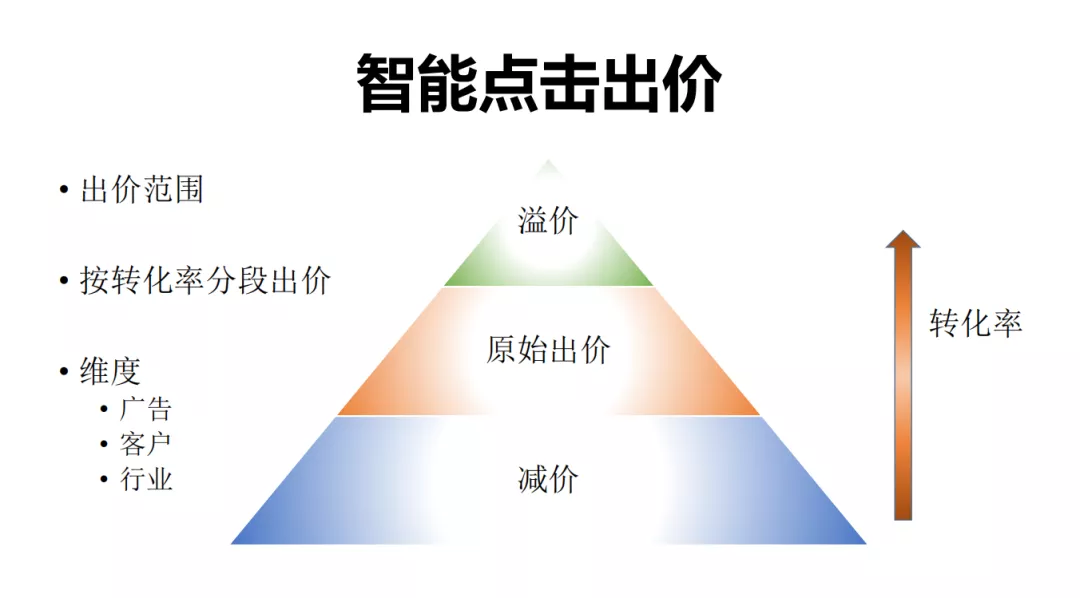 智能点击出价
• 出价范围
• 按转化率分段出价
• 维度
• 广告
• 客户
• 行业
溢价
原始出价
减价
转化率